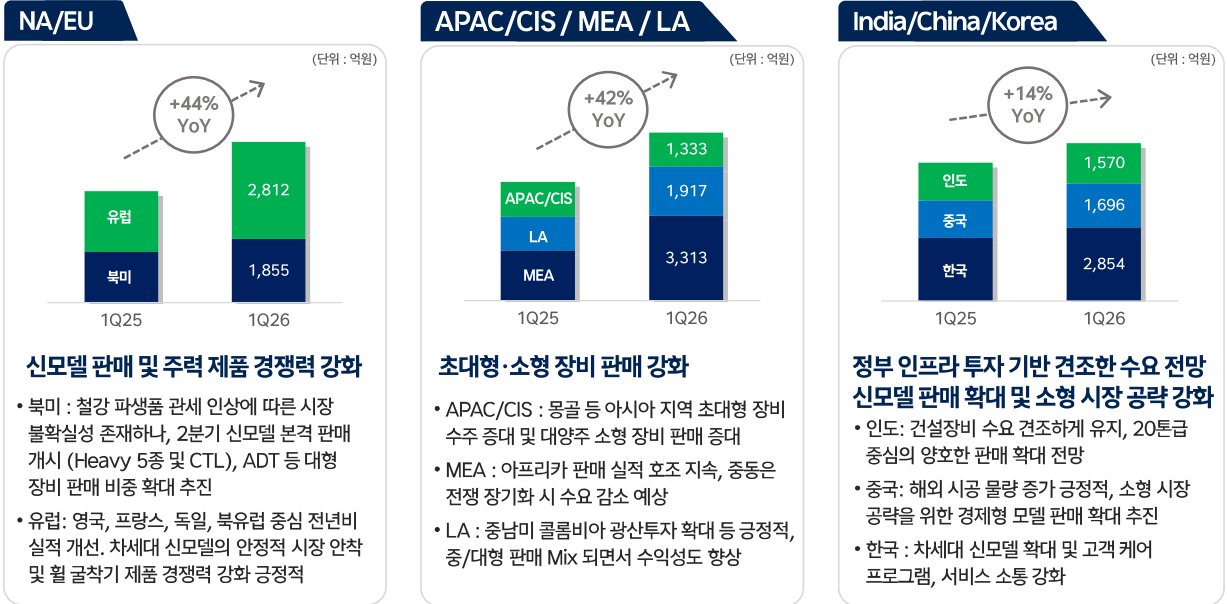 NA/EU
(단위 : 억원)
+44%
YoY
2,812
유럽
1,855
북미
1Q25
1Q26
신모델 판매 및 주력 제품 경쟁력 강화
• 북미 : 철강 파생품 관세 인상에 따른 시장
불확실성 존재하나, 2분기 신모델 본격 판매
개시 (Heavy 5종 및 CTL), ADT 등 대형
장비 판매 비중 확대 추진
• 유럽: 영국, 프랑스, 독일, 북유럽 중심 전년비
실적 개선. 차세대 신모델의 안정적 시장 안착
및 휠 굴착기 제품 경쟁력 강화 긍정적
APAC/CIS / MEA / LA
(단위 : 억원)
+42%
YoY
1,333
APAC/CIS
1,917
LA
3,313
MEA
1Q25
1Q26
초대형·소형 장비 판매 강화
• APAC/CIS : 몽골 등 아시아 지역 초대형 장비
수주 증대 및 대양주 소형 장비 판매 증대
• MEA : 아프리카 판매 실적 호조 지속, 중동은
전쟁 장기화 시 수요 감소 예상
• LA : 중남미 콜롬비아 광산투자 확대 등 긍정적,
중/대형 판매 Mix 되면서 수익성도 향상
India/China/Korea
(단위 : 억원)
+14%
YoY
1,570
인도
1,696
중국
2,854
한국
1Q25
1Q26
정부 인프라 투자 기반 견조한 수요 전망
신모델 판매 확대 및 소형 시장 공략 강화
• 인도: 건설장비 수요 견조하게 유지, 20톤급
중심의 양호한 판매 확대 전망
• 중국: 해외 시공 물량 증가 긍정적, 소형 시장
공략을 위한 경제형 모델 판매 확대 추진
• 한국 : 차세대 신모델 확대 및 고객 케어
프로그램, 서비스 소통 강화